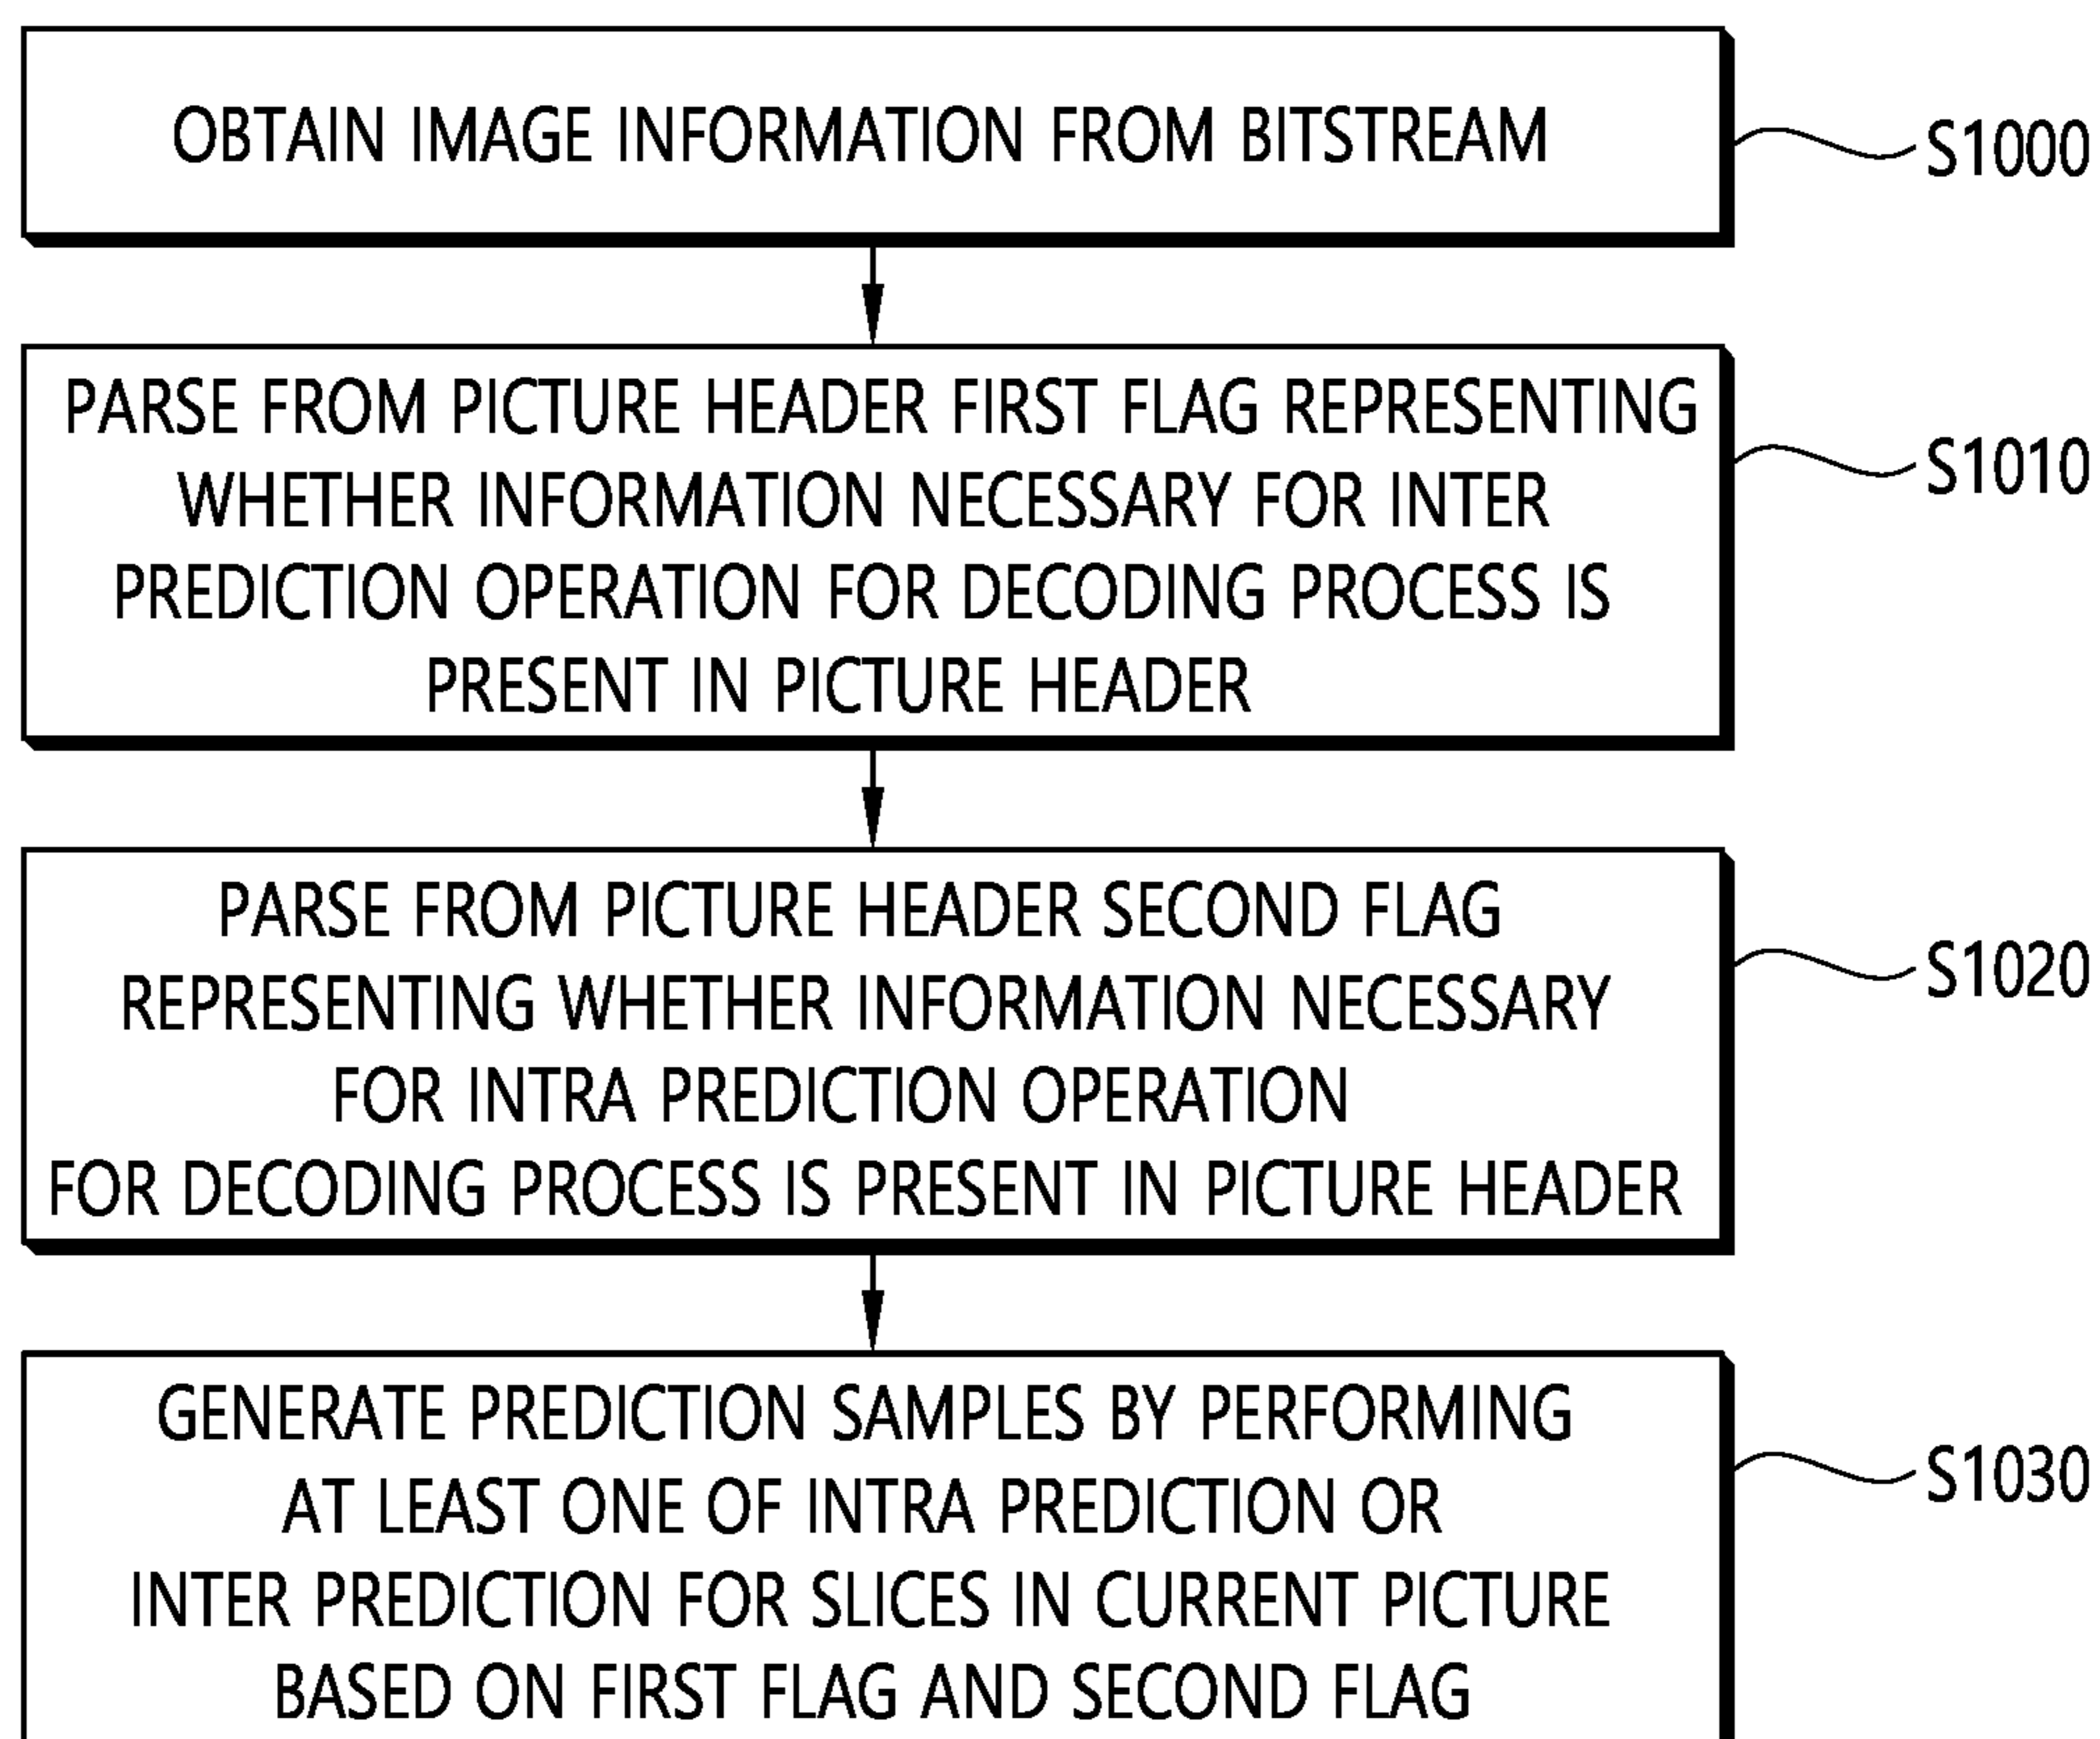 OBTAIN IMAGE INFORMATION FROM BITSTREAM
S1000
PARSE FROM PICTURE HEADER FIRST FLAG REPRESENTING
WHETHER INFORMATION NECESSARY FOR INTER
PREDICTION OPERATION FOR DECODING PROCESS IS
PRESENT IN PICTURE HEADER
S1010
PARSE FROM PICTURE HEADER SECOND FLAG
REPRESENTING WHETHER INFORMATION NECESSARY
FOR INTRA PREDICTION OPERATION
FOR DECODING PROCESS IS PRESENT IN PICTURE HEADER
S1020
GENERATE PREDICTION SAMPLES BY PERFORMING
AT LEAST ONE OF INTRA PREDICTION OR
INTER PREDICTION FOR SLICES IN CURRENT PICTURE
BASED ON FIRST FLAG AND SECOND FLAG
S1030